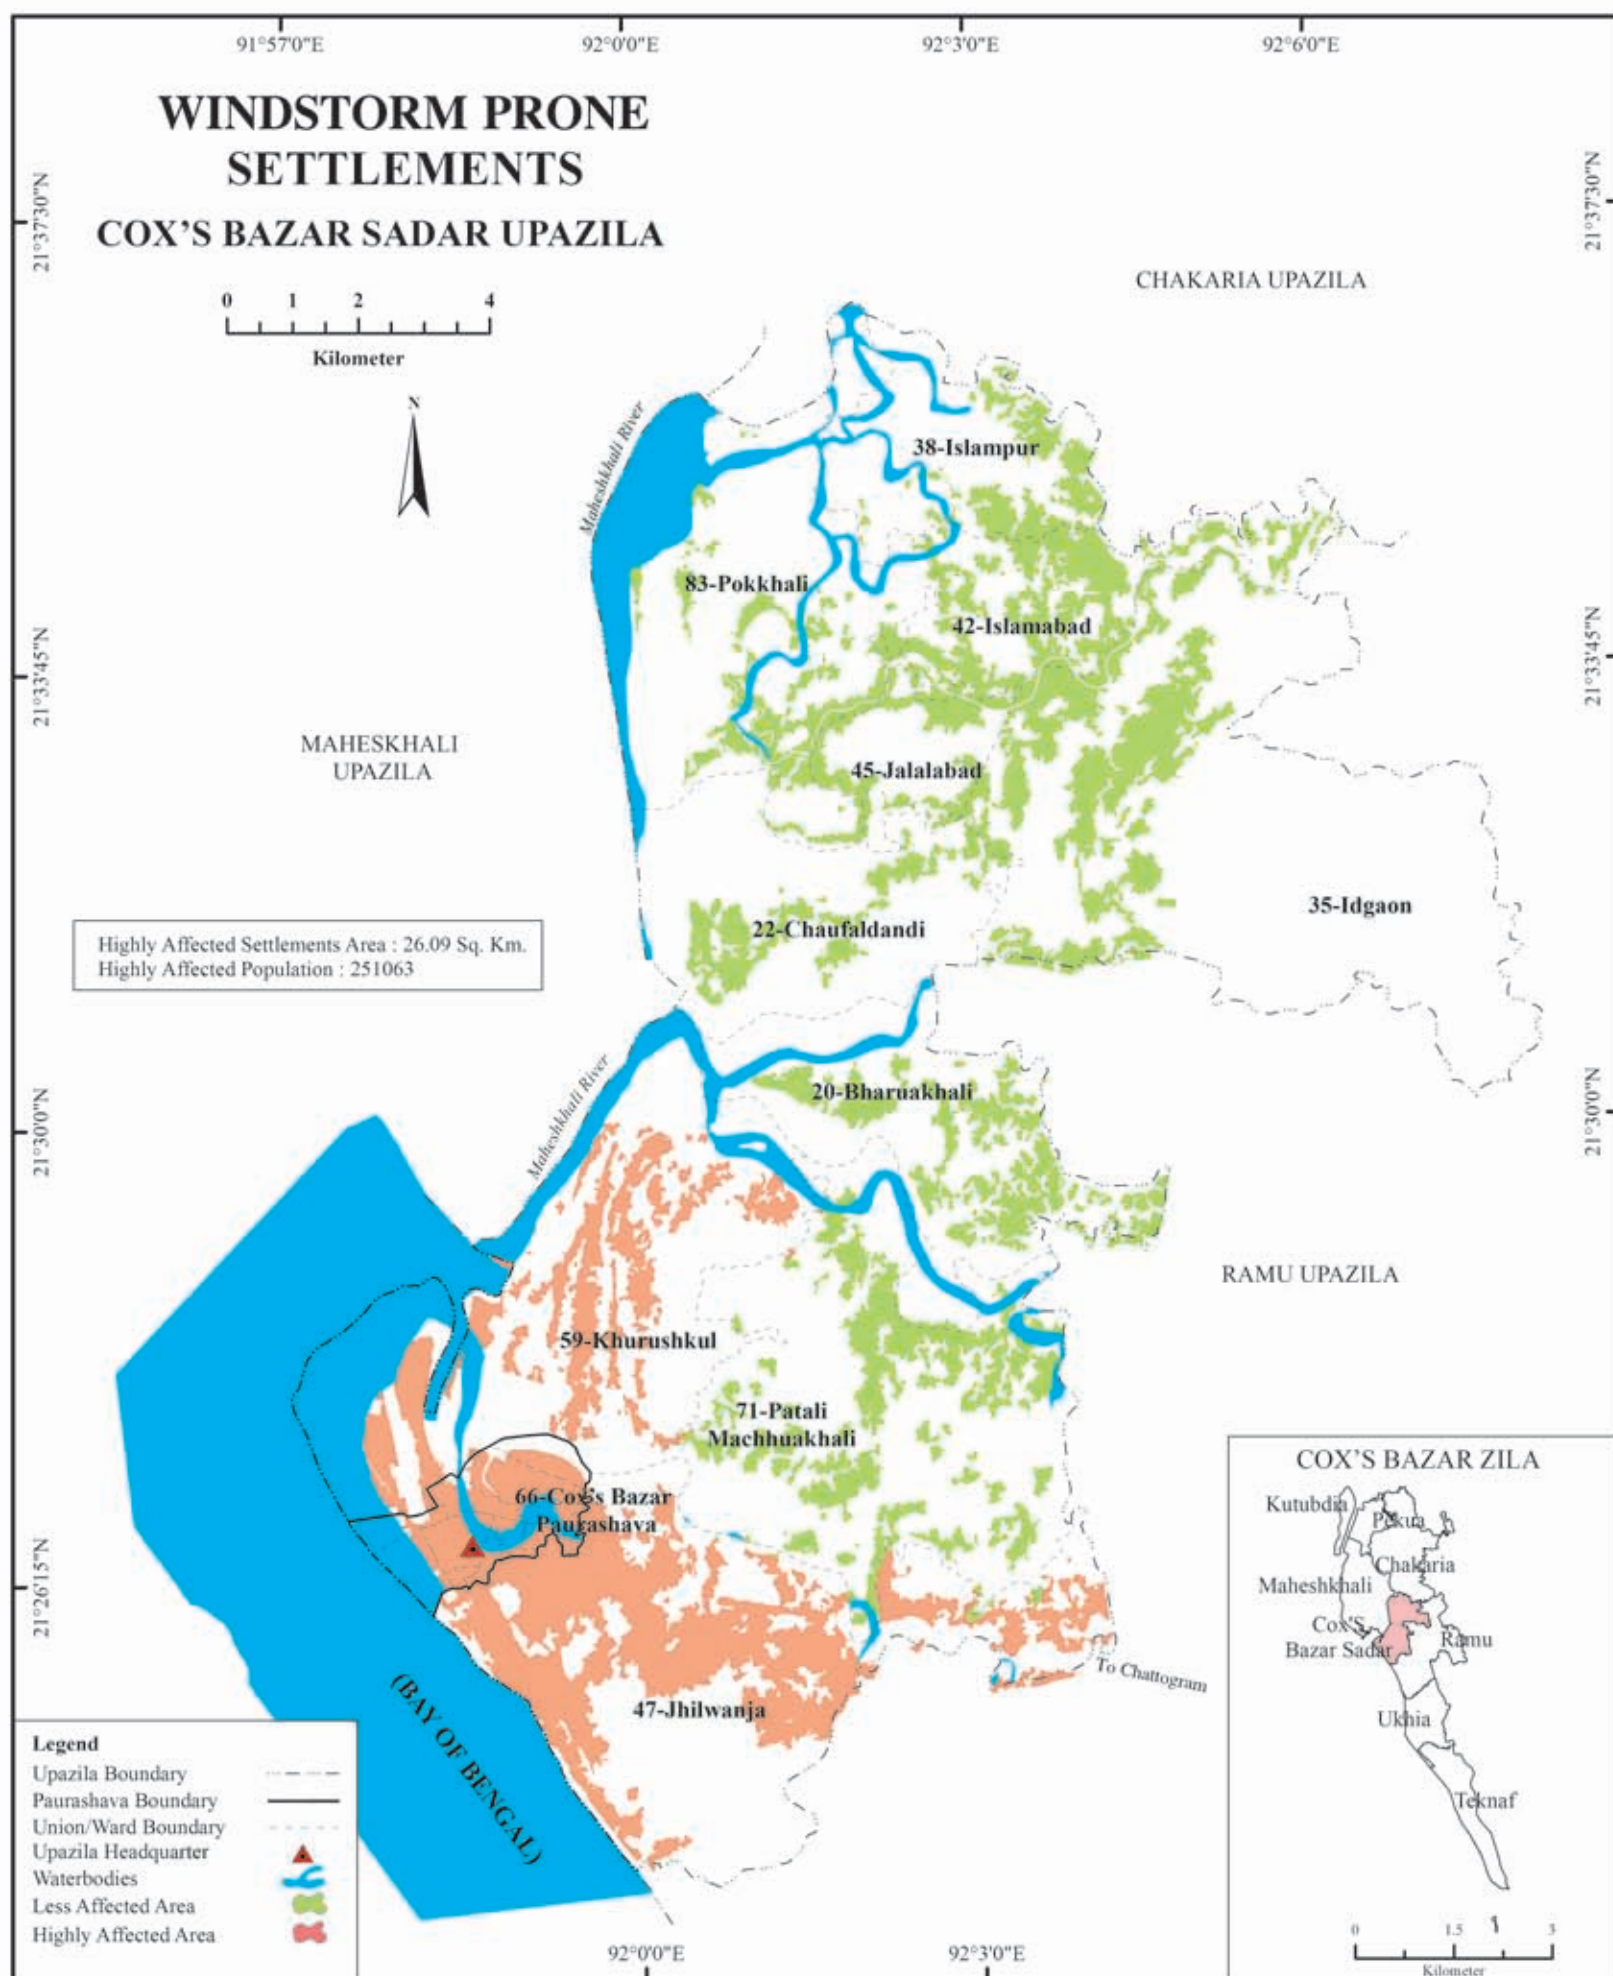 91°57'0"E
92°0'0"E
92°3'0"E
92°6'0"E
WINDSTORM PRONE
SETTLEMENTS
COX'S BAZAR SADAR UPAZILA
21°37'30"N
21°37'30"N
0 1 2 4
Kilometer
N
CHAKARIA UPAZILA
Maheshkhali River
38-Islampur
83-Pokkhali
42-Islamabad
21°33'45"N
21°33'45"N
MAHESKHALI
UPAZILA
45-Jalalabad
35-Idgaon
22-Chaufaldandi
Highly Affected Settlements Area : 26.09 Sq. Km.
Highly Affected Population : 251063
20-Bharuakhali
Maheshkhali River
21°30'0"N
21°30'0"N
RAMU UPAZILA
59-Khurushkul
71-Patali
Machhuakhali
66-Cox's Bazar
Paurashava
21°26'15"N
To Chattogram
47-Jhilwanja
(BAY OF BENGAL)
COX'S BAZAR ZILA
Kutubdia
Pekua
Chakaria
Maheshkhali
Cox'S
Bazar Sadar
Ramu
Ukhia
Teknaf
0 1.5 3
Kilometer
Legend
Upazila Boundary
Paurashava Boundary
Union/Ward Boundary
Upazila Headquarter
Waterbodies
Less Affected Area
Highly Affected Area
92°0'0"E
92°3'0"E